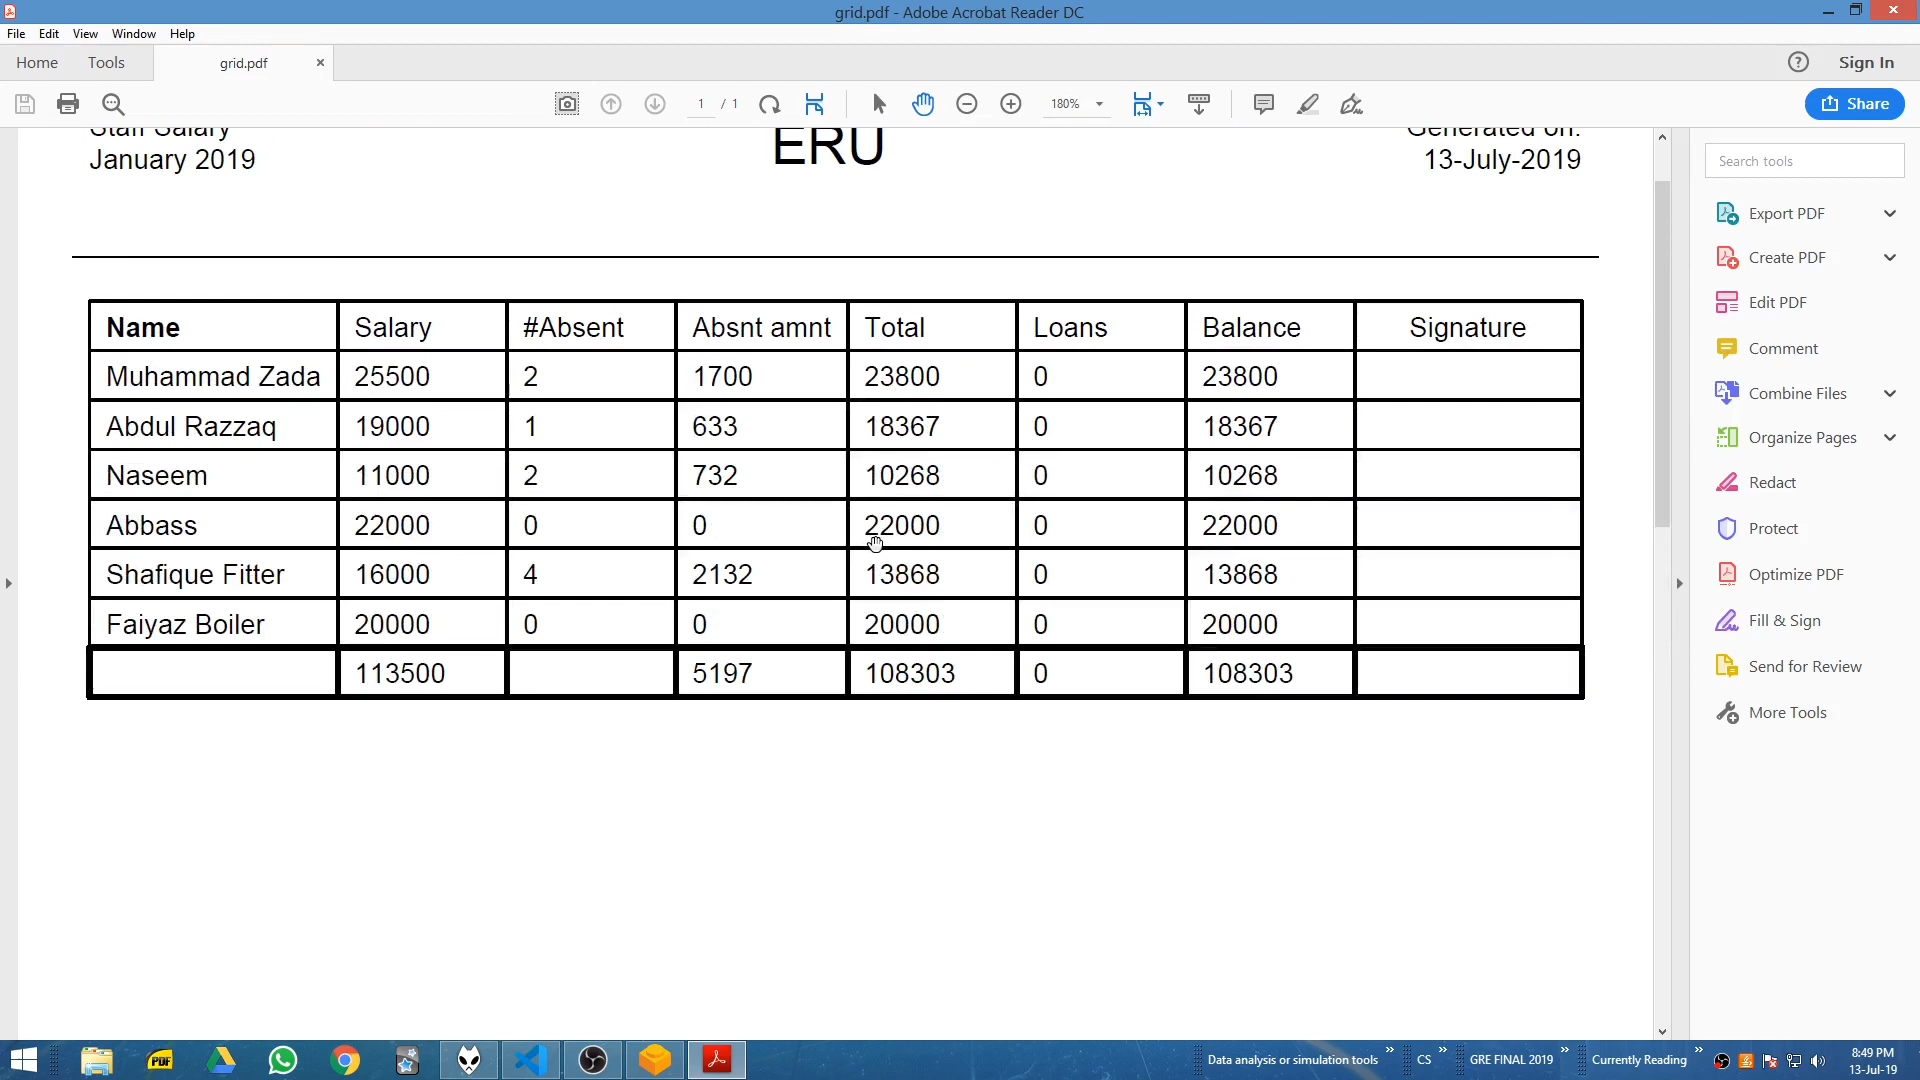 grid.pdf - Adobe Acrobat Reader DC
File Edit View Window Help
Home Tools grid.pdf Sign In
1 / 1 180% Share
Staff Salary ERU Generated on:
January 2019 13-July-2019
Search tools
Export PDF
Create PDF
Edit PDF
Comment
Combine Files
Organize Pages
Redact
Protect
Optimize PDF
Fill & Sign
Send for Review
More Tools
Name Salary #Absent Absnt amnt Total Loans Balance Signature
Muhammad Zada 25500 2 1700 23800 0 23800
Abdul Razzaq 19000 1 633 18367 0 18367
Naseem 11000 2 732 10268 0 10268
Abbass 22000 0 0 22000 0 22000
Shafique Fitter 16000 4 2132 13868 0 13868
Faiyaz Boiler 20000 0 0 20000 0 20000
113500 5197 108303 0 108303
PDF
Data analysis or simulation tools » CS » GRE FINAL 2019 » Currently Reading »
8:49 PM
13-Jul-19